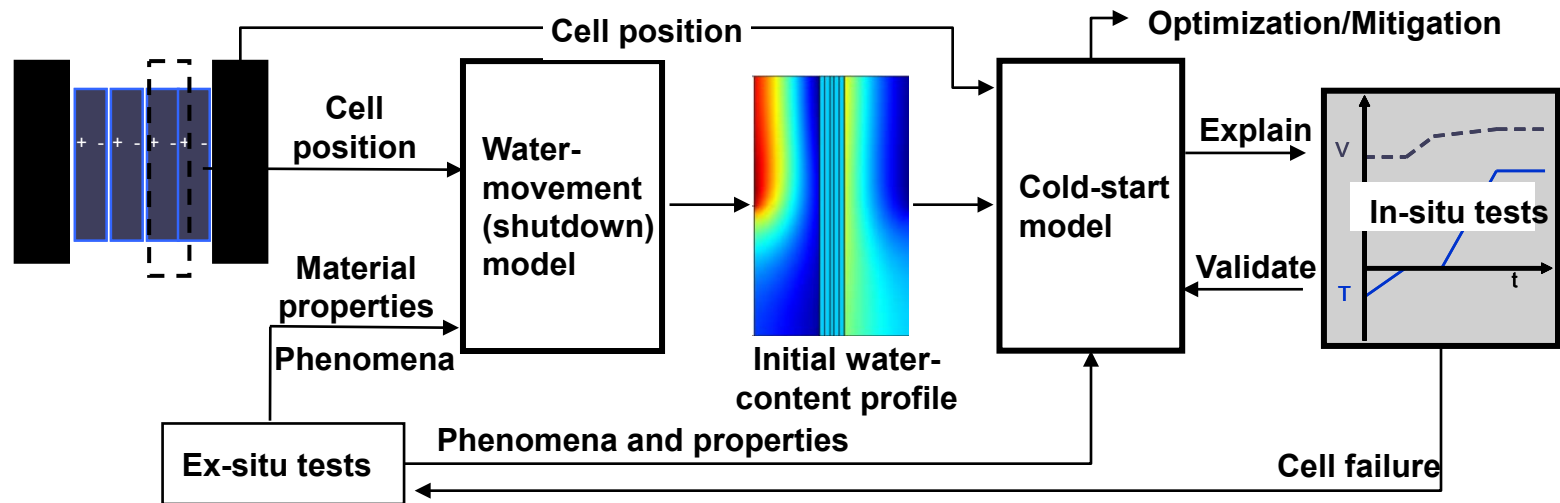 Cell position
Optimization/Mitigation
+ - + - + - + -
Cell
position
Water-
movement
(shutdown)
model
Cold-start
model
Explain
V
In-situ tests
Validate
t
T
Material
properties
Phenomena
Initial water-
content profile
Ex-situ tests
Phenomena and properties
Cell failure